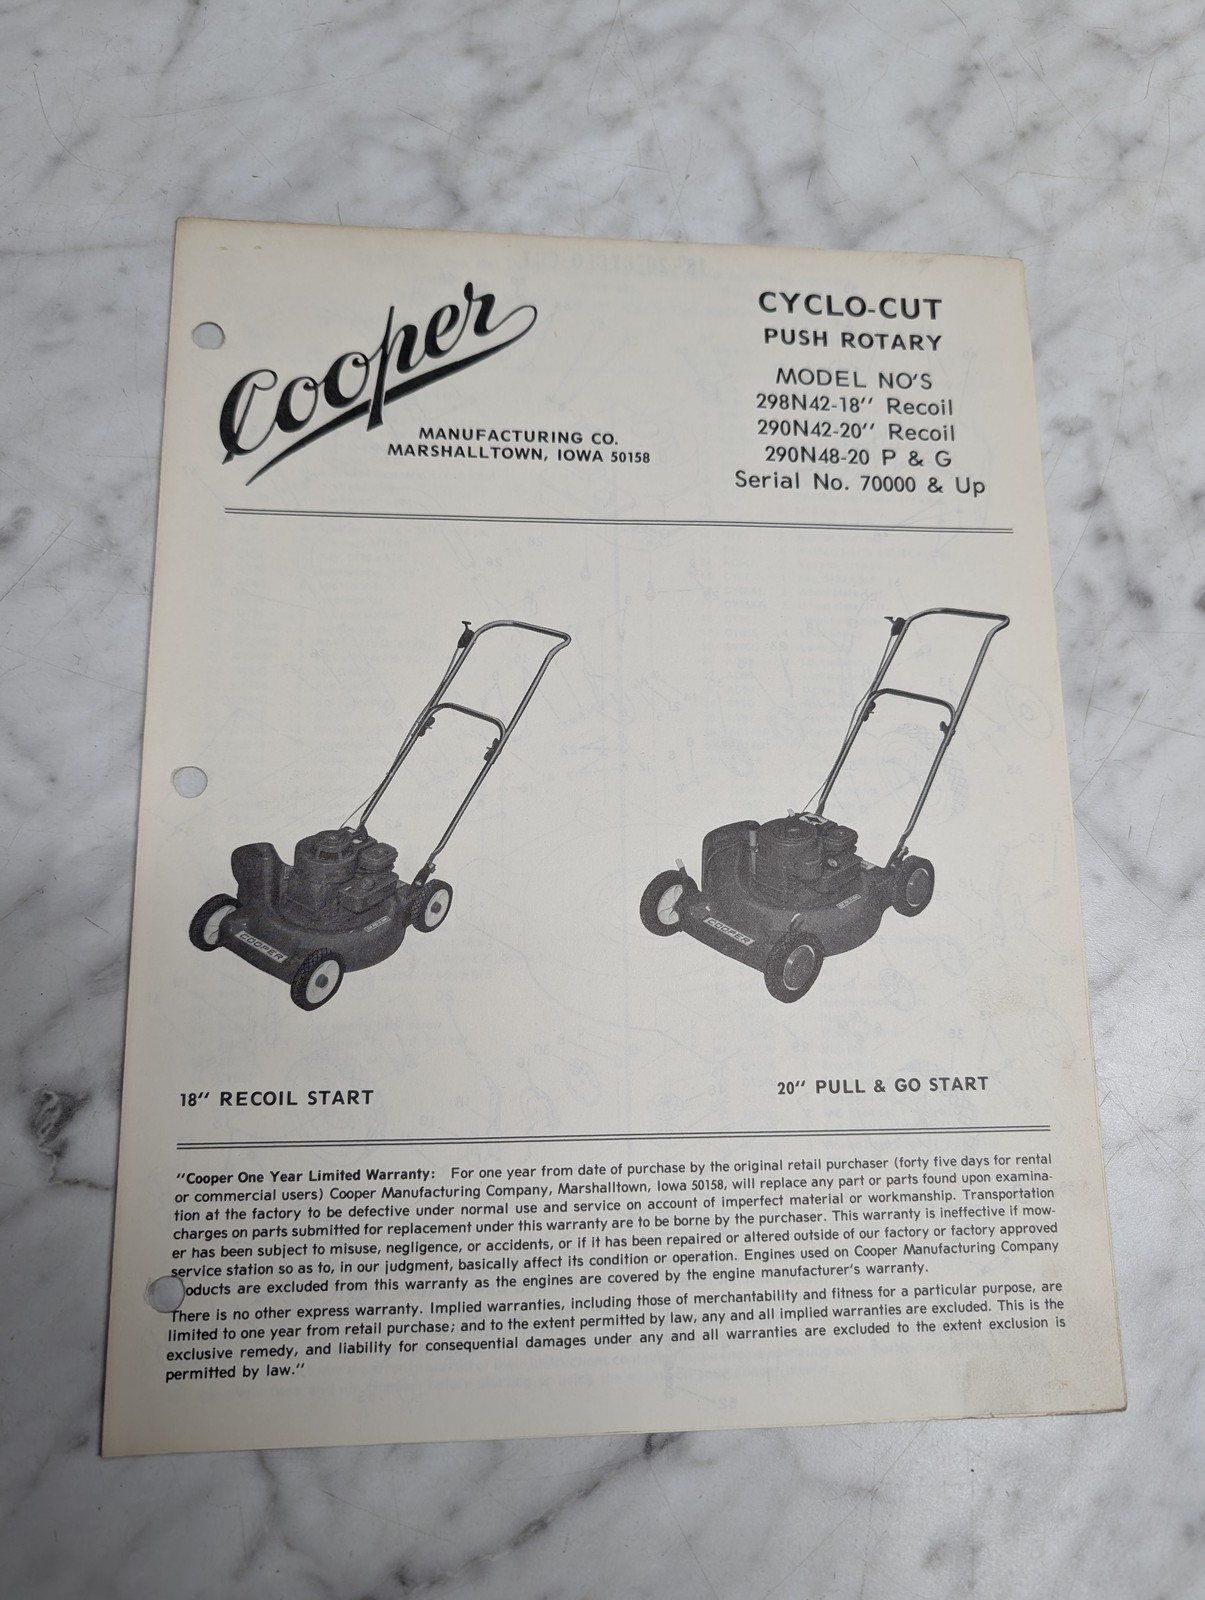 Cooper
MANUFACTURING CO.
MARSHALLTOWN, IOWA 50158
CYCLO-CUT
PUSH ROTARY
MODEL NO'S
298N42-18" Recoil
290N42-20" Recoil
290N48-20 P & G
Serial No. 70000 & Up
COOPER
COOPER
18" RECOIL START
20" PULL & GO START
"Cooper One Year Limited Warranty: For one year from date of purchase by the original retail purchaser (forty five days for rental
or commercial users) Cooper Manufacturing Company, Marshalltown, Iowa 50158, will replace any part or parts found upon examina-
tion at the factory to be defective under normal use and service on account of imperfect material or workmanship. Transportation
charges on parts submitted for replacement under this warranty are to be borne by the purchaser. This warranty is ineffective if mow-
er has been subject to misuse, negligence, or accidents, or if it has been repaired or altered outside of our factory or factory approved
service station so as to, in our judgment, basically affect its condition or operation. Engines used on Cooper Manufacturing Company
oducts are excluded from this warranty as the engines are covered by the engine manufacturer's warranty.
There is no other express warranty. Implied warranties, including those of merchantability and fitness for a particular purpose, are
limited to one year from retail purchase; and to the extent permitted by law, any and all implied warranties are excluded. This is the
exclusive remedy, and liability for consequential damages under any and all warranties are excluded to the extent exclusion is
permitted by law."